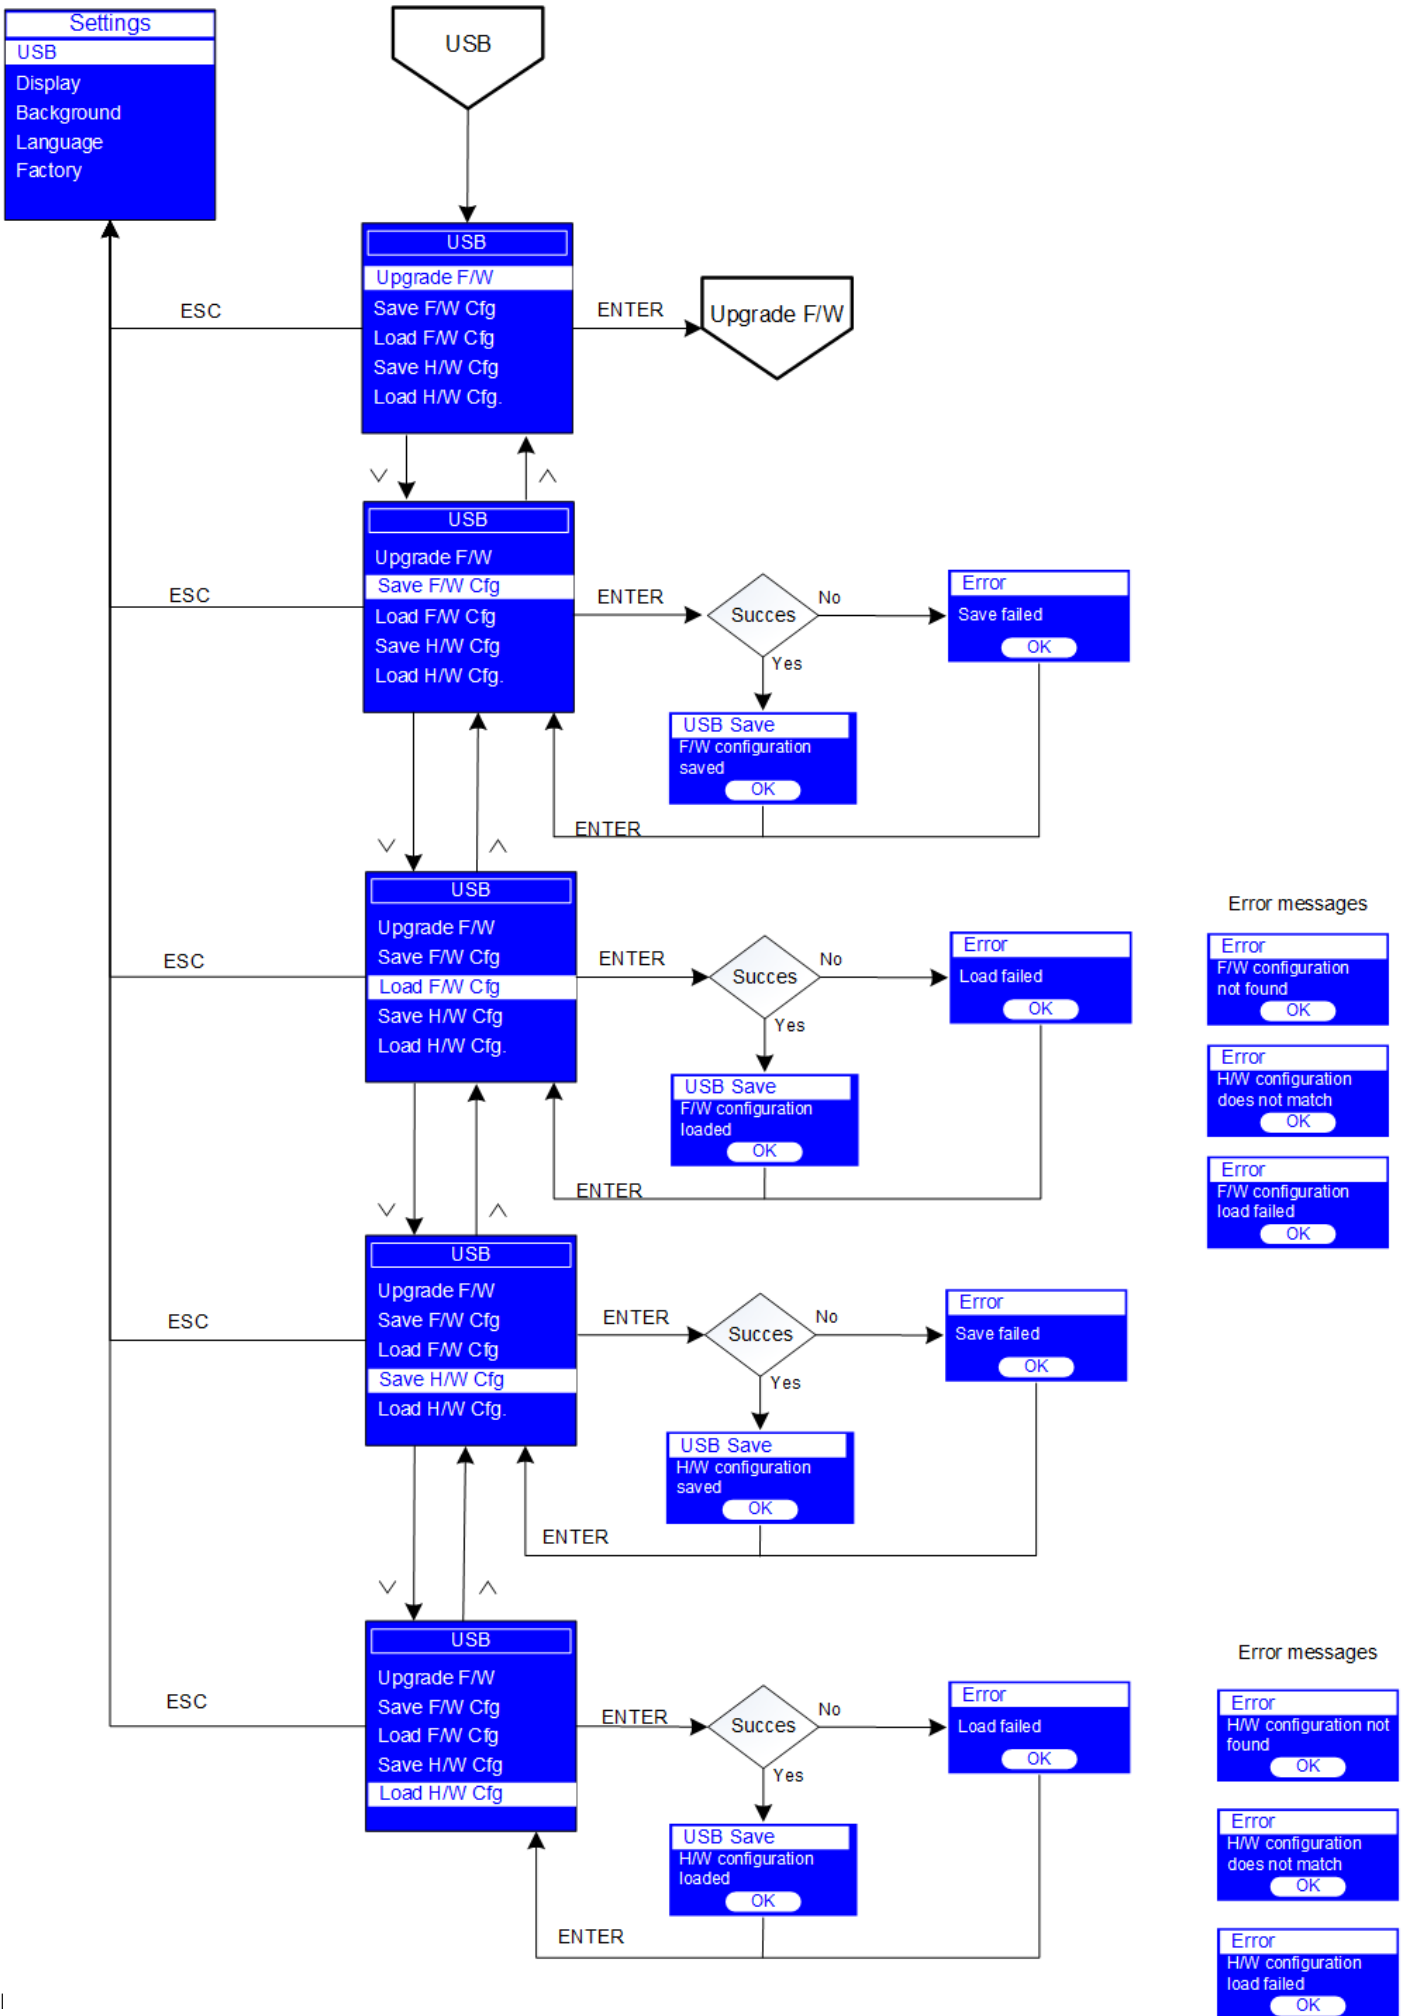 Settings
USB
Display
Background
Language
Factory
USB
USB
Upgrade F/W
Save F/W Cfg
Load F/W Cfg
Save H/W Cfg
Load H/W Cfg.
ESC
ENTER
Upgrade F/W
USB
Upgrade F/W
Save F/W Cfg
Load F/W Cfg
Save H/W Cfg
Load H/W Cfg.
ESC
ENTER
Succes
No
Error
Save failed
OK
Yes
USB Save
F/W configuration
saved
OK
ENTER
USB
Upgrade F/W
Save F/W Cfg
Load F/W Cfg
Save H/W Cfg
Load H/W Cfg.
ESC
ENTER
Succes
No
Error
Load failed
OK
Yes
USB Save
F/W configuration
loaded
OK
ENTER
Error messages
Error
F/W configuration
not found
OK
Error
H/W configuration
does not match
OK
Error
F/W configuration
load failed
OK
USB
Upgrade F/W
Save F/W Cfg
Load F/W Cfg
Save H/W Cfg
Load H/W Cfg.
ESC
ENTER
Succes
No
Error
Save failed
OK
Yes
USB Save
H/W configuration
saved
OK
ENTER
USB
Upgrade F/W
Save F/W Cfg
Load F/W Cfg
Save H/W Cfg
Load H/W Cfg
ESC
ENTER
Succes
No
Error
Load failed
OK
Yes
USB Save
H/W configuration
loaded
OK
ENTER
Error messages
Error
H/W configuration not
found
OK
Error
H/W configuration
does not match
OK
Error
H/W configuration
load failed
OK